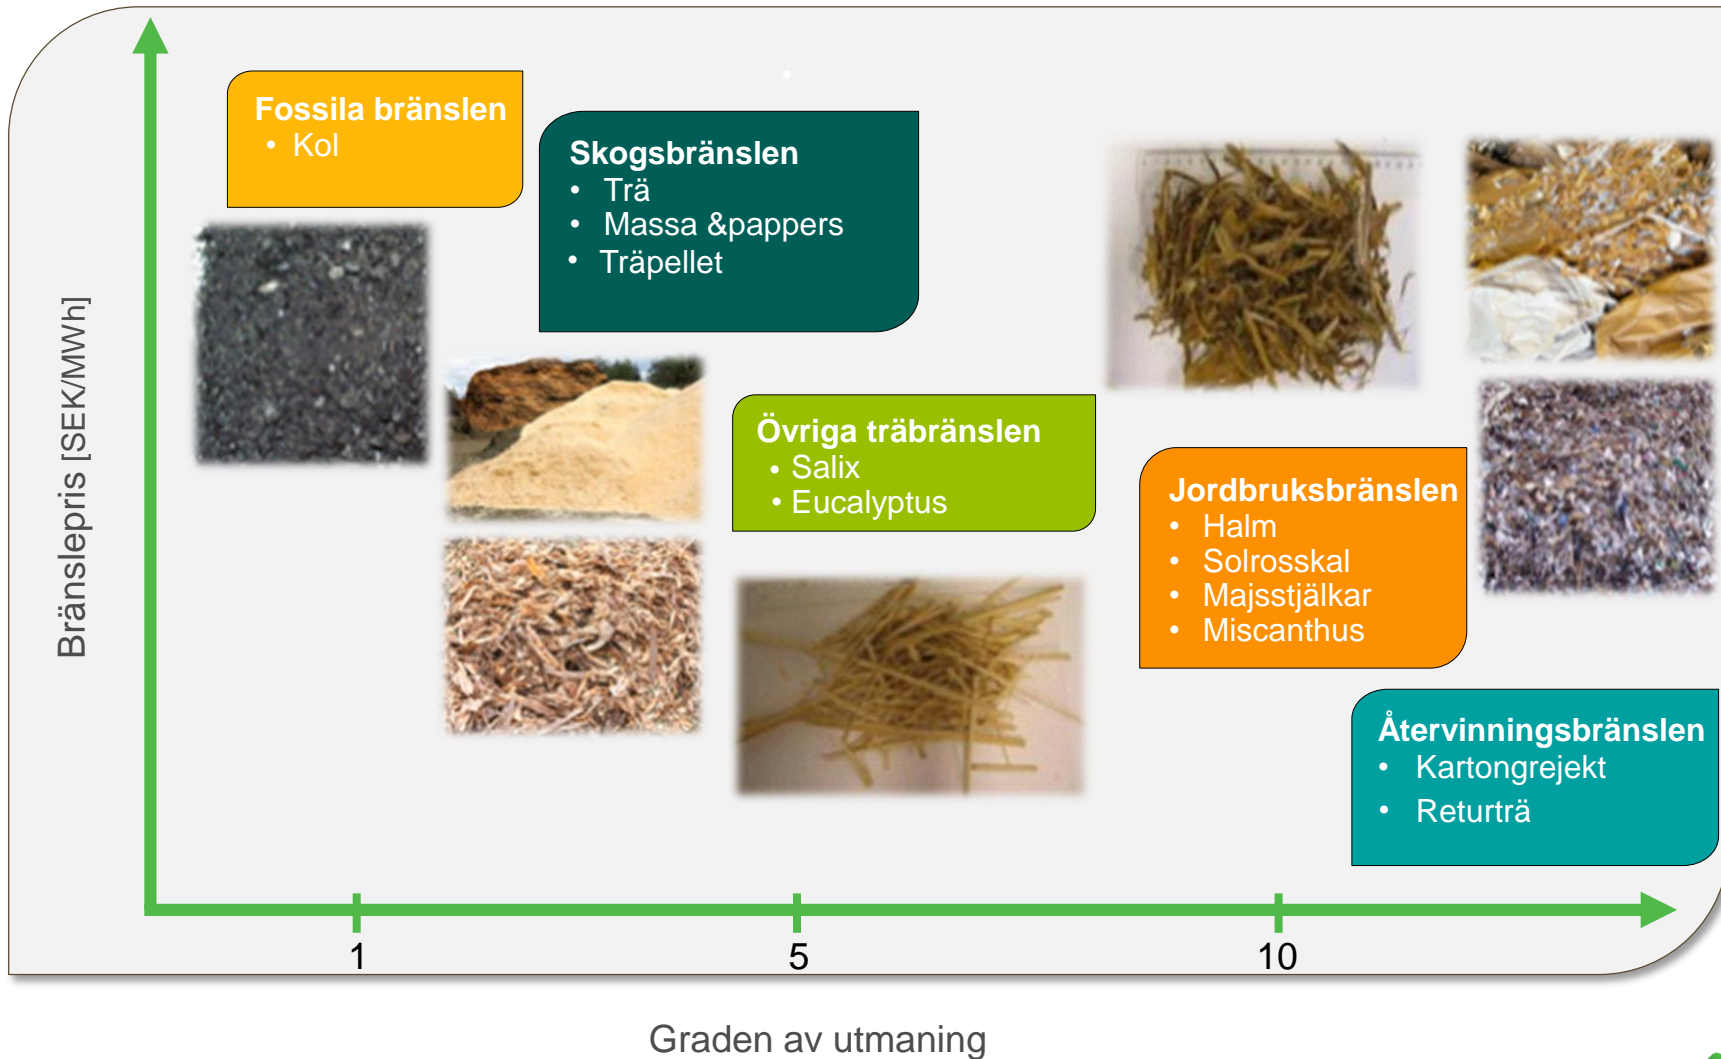 Fossila bränslen
• Kol
Skogsbränslen
• Trä
• Massa &pappers
• Träpellet
Övriga träbränslen
• Salix
• Eucalyptus
Jordbruksbränslen
• Halm
• Solrosskal
• Majsstjälkar
• Miscanthus
Återvinningsbränslen
• Kartongrejekt
• Returträ
Bränslepris [SEK/MWh]
1
5
10
Graden av utmaning